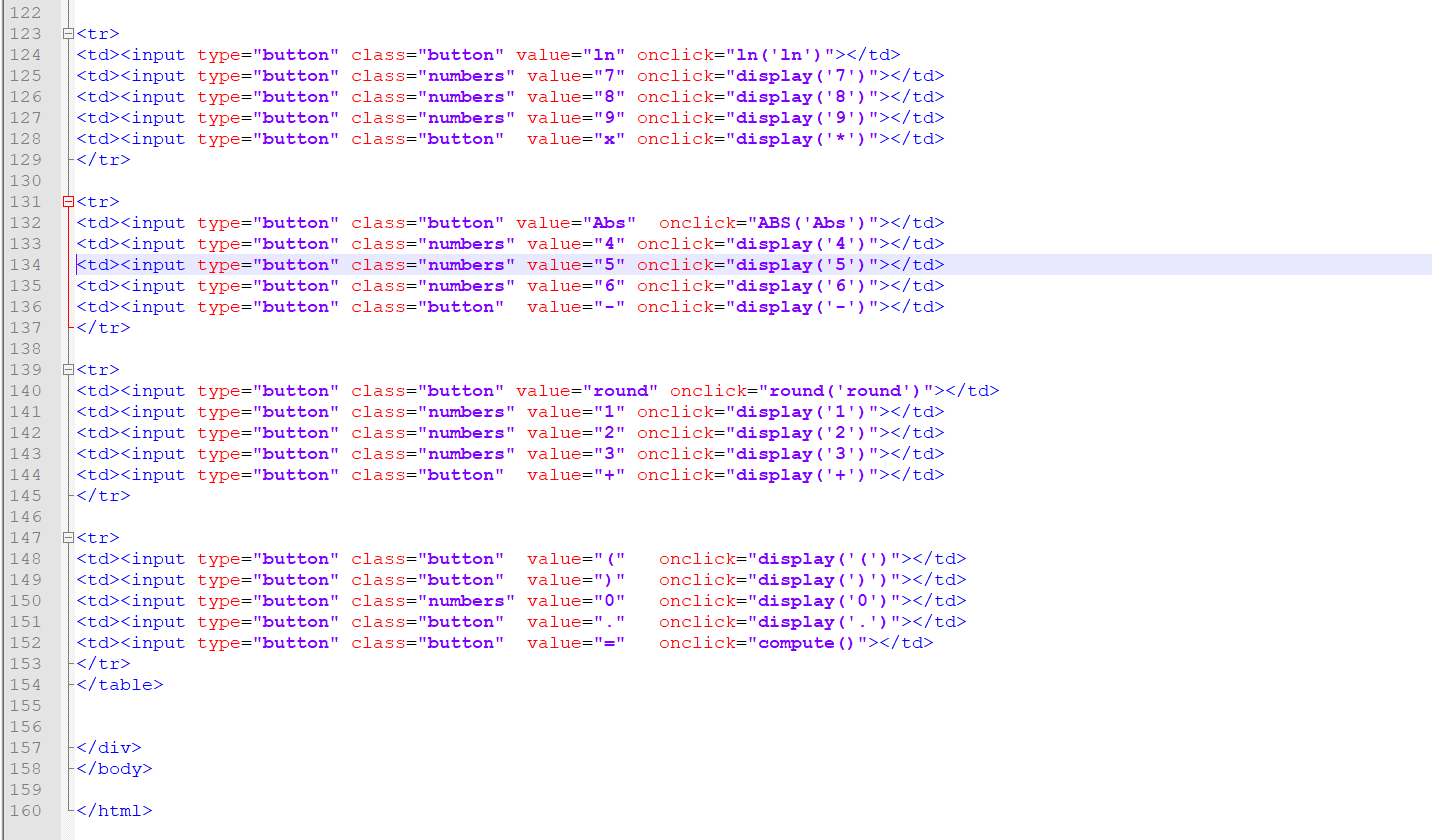 122
123 <tr>
124 <td><input type="button" class="button" value="ln" onclick="ln('ln')"></td>
125 <td><input type="button" class="numbers" value="7" onclick="display('7')"></td>
126 <td><input type="button" class="numbers" value="8" onclick="display('8')"></td>
127 <td><input type="button" class="numbers" value="9" onclick="display('9')"></td>
128 <td><input type="button" class="button"  value="x" onclick="display('*')"></td>
129 </tr>
130
131 <tr>
132 <td><input type="button" class="button" value="Abs"  onclick="ABS('Abs')"></td>
133 <td><input type="button" class="numbers" value="4" onclick="display('4')"></td>
134 <td><input type="button" class="numbers" value="5" onclick="display('5')"></td>
135 <td><input type="button" class="numbers" value="6" onclick="display('6')"></td>
136 <td><input type="button" class="button"  value="-" onclick="display('-')"></td>
137 </tr>
138
139 <tr>
140 <td><input type="button" class="button" value="round" onclick="round('round')"></td>
141 <td><input type="button" class="numbers" value="1" onclick="display('1')"></td>
142 <td><input type="button" class="numbers" value="2" onclick="display('2')"></td>
143 <td><input type="button" class="numbers" value="3" onclick="display('3')"></td>
144 <td><input type="button" class="button"  value="+" onclick="display('+')"></td>
145 </tr>
146
147 <tr>
148 <td><input type="button" class="button"  value="("   onclick="display('(')"></td>
149 <td><input type="button" class="button"  value=")"   onclick="display(')')"></td>
150 <td><input type="button" class="numbers" value="0"   onclick="display('0')"></td>
151 <td><input type="button" class="button"  value="."   onclick="display('.')"></td>
152 <td><input type="button" class="button"  value="="   onclick="compute()"></td>
153 </tr>
154 </table>
155
156
157 </div>
158 </body>
159
160 </html>